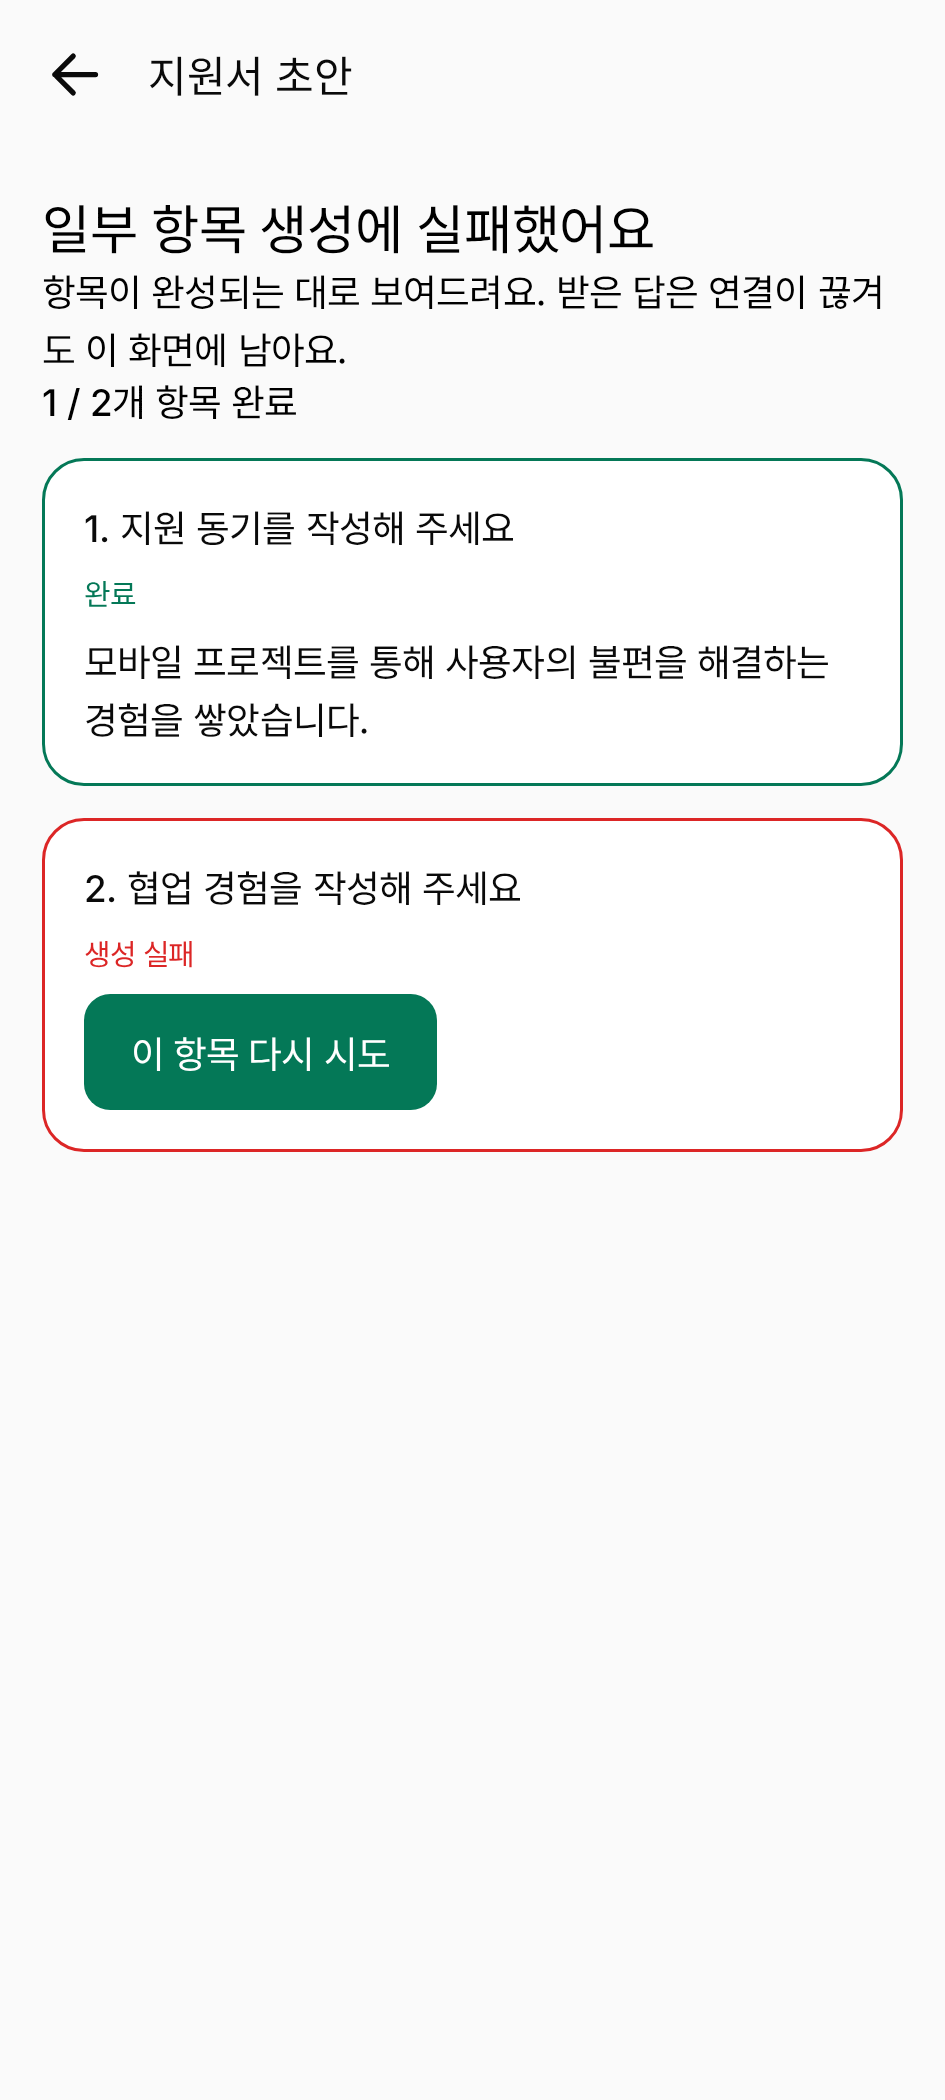 지원서 초안
일부 항목 생성에 실패했어요
항목이 완성되는 대로 보여드려요. 받은 답은 연결이 끊겨
도 이 화면에 남아요.
1 / 2개 항목 완료
1. 지원 동기를 작성해 주세요
완료
모바일 프로젝트를 통해 사용자의 불편을 해결하는
경험을 쌓았습니다.
2. 협업 경험을 작성해 주세요
생성 실패
이 항목 다시 시도